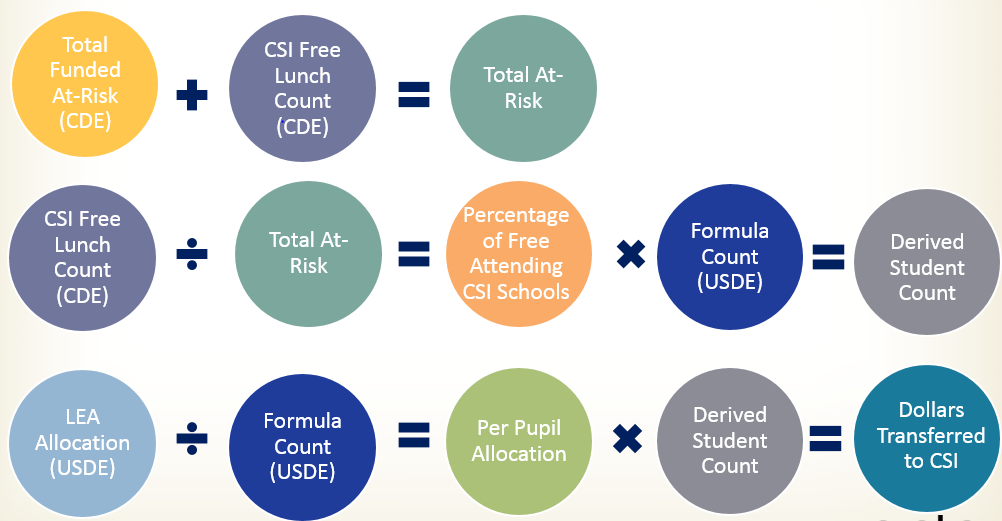 Total
Funded
At-Risk
(CDE)
+
CSI Free
Lunch
Count
(CDE)
=
Total At-
Risk
CSI Free
Lunch
Count
(CDE)
÷
Total At-
Risk
=
Percentage
of Free
Attending
CSI Schools
×
Formula
Count
(USDE)
=
Derived
Student
Count
LEA
Allocation
(USDE)
÷
Formula
Count
(USDE)
=
Per Pupil
Allocation
×
Derived
Student
Count
=
Dollars
Transferred
to CSI